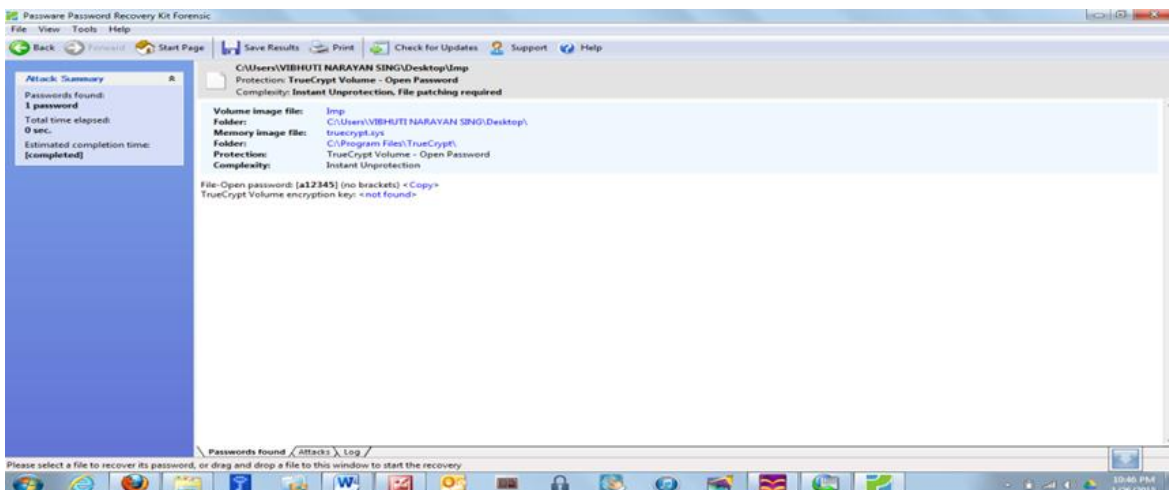 Passware Password Recovery Kit Forensic
File View Tools Help
Back Forward Start Page Save Results Print Check for Updates Support Help
Attack Summary
Passwords found:
1 password
Total time elapsed:
0 sec.
Estimated completion time:
[completed]
C:\Users\VIBHUTI NARAYAN SING\Desktop\Imp
Protection: TrueCrypt Volume - Open Password
Complexity: Instant Unprotection, File patching required
Volume image file: Imp
Folder: C:\Users\VIBHUTI NARAYAN SING\Desktop\
Memory image file: truecrypt.sys
Folder: C:\Program Files\TrueCrypt\
Protection: TrueCrypt Volume - Open Password
Complexity: Instant Unprotection
File-Open password: [a12345] (no brackets) <Copy>
TrueCrypt Volume encryption key: <not found>
Passwords found Attacks Log
Please select a file to recover its password, or drag and drop a file to this window to start the recovery
10:46 PM